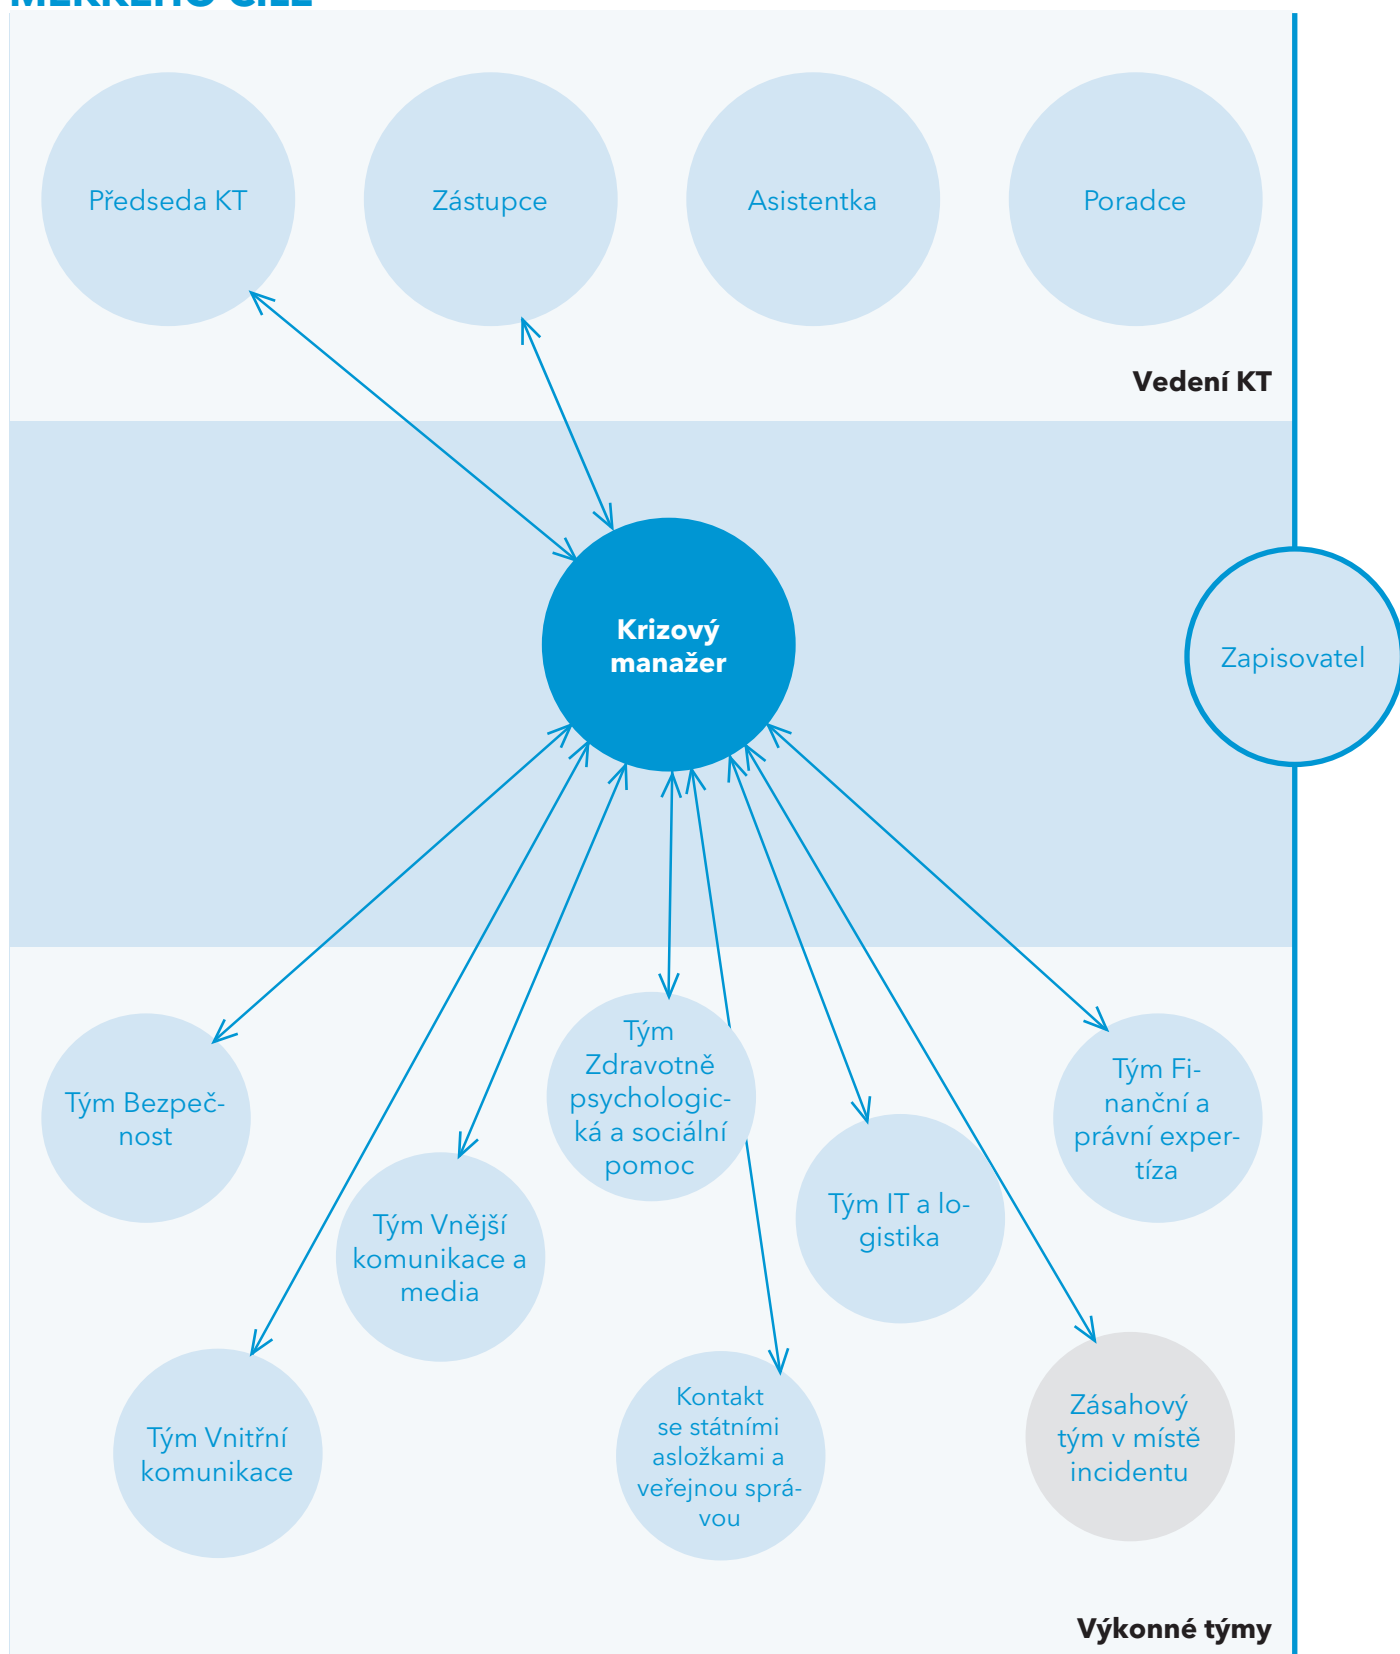 Předseda KT
Zástupce
Asistentka
Poradce
Vedení KT
Krizový
manažer
Zapisovatel
Tým Bezpeč-
nost
Tým Vnitřní
komunikace
Tým Vnější
komunikace a
media
Tým
Zdravotně
psychologic-
ká a sociální
pomoc
Kontakt
se státními
asložkami a
veřejnou sprá-
vou
Tým IT a lo-
gistika
Tým Fi-
nanční a
právní exper-
tíza
Zásahový
tým v místě
incidentu
Výkonné týmy